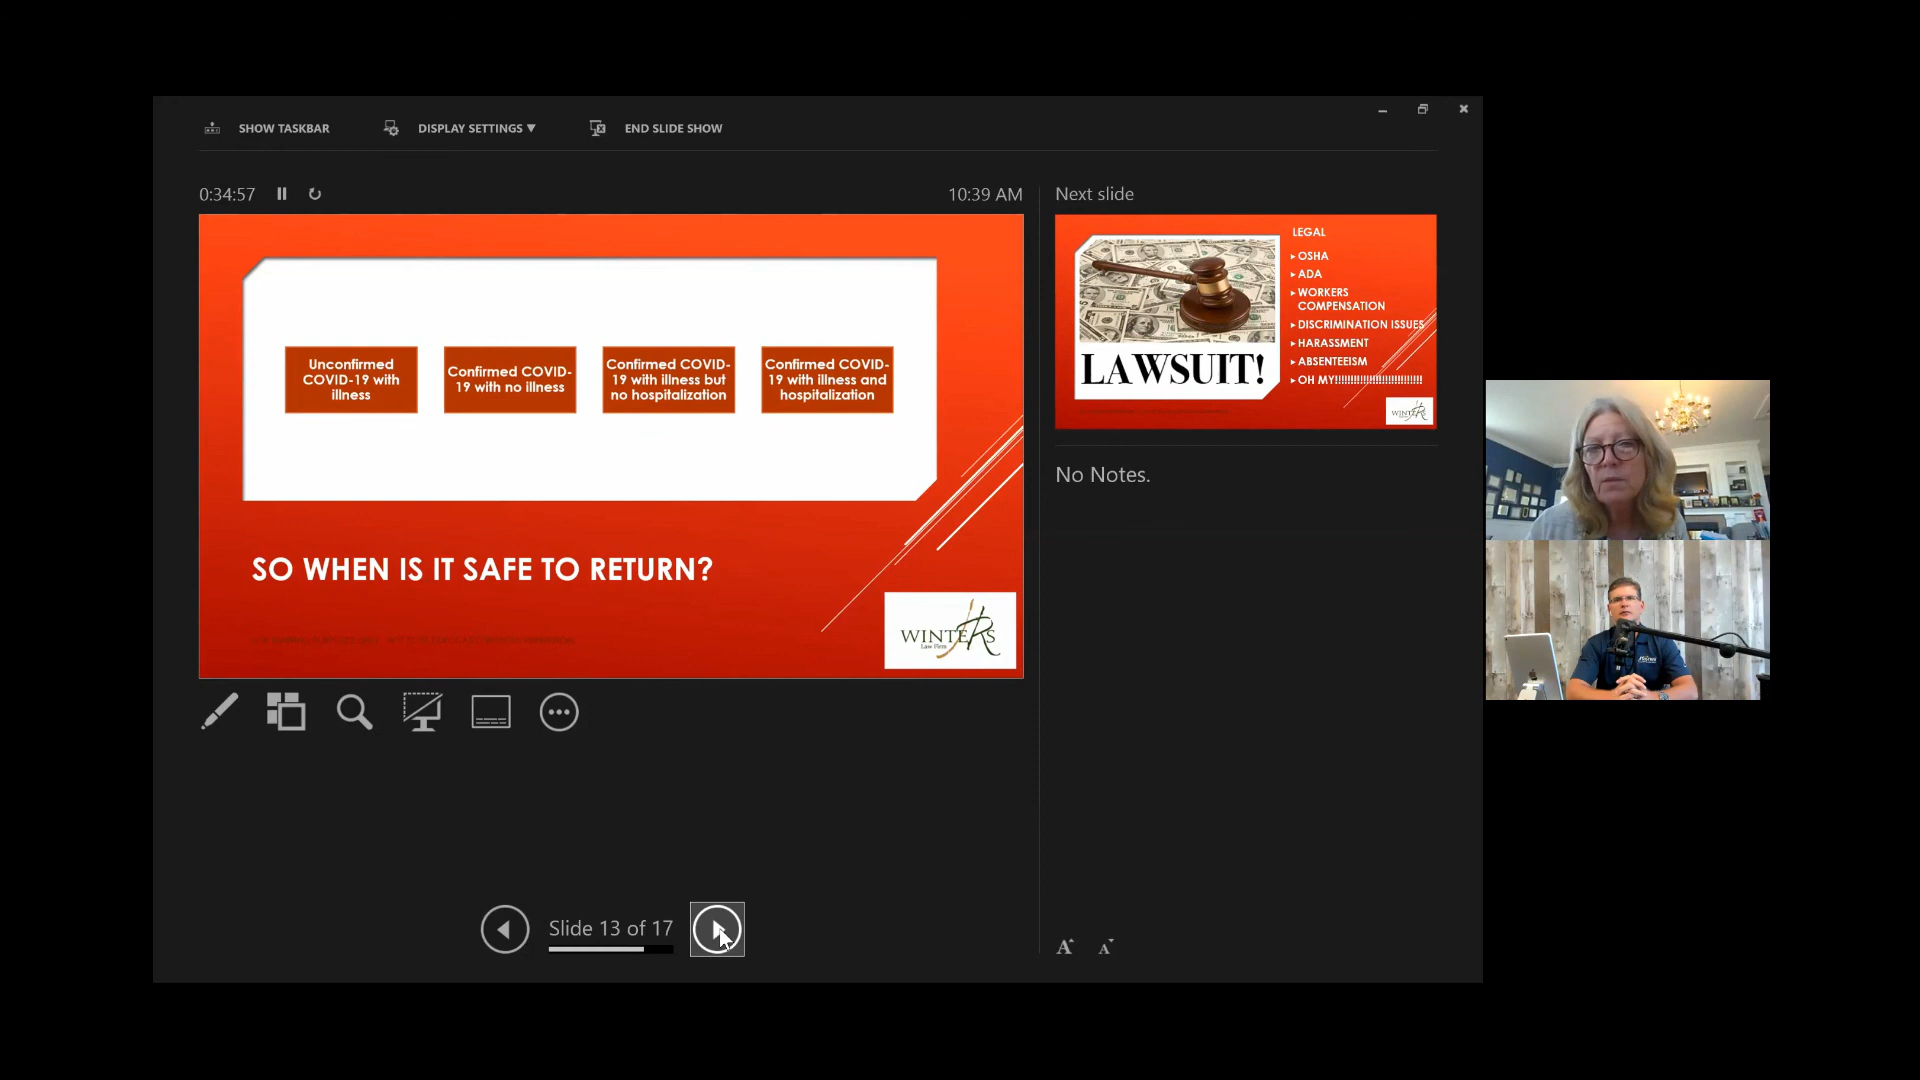 SHOW TASKBAR
DISPLAY SETTINGS ▼
END SLIDE SHOW
0:34:57
10:39 AM
Unconfirmed
COVID-19 with
illness
Confirmed COVID-
19 with no illness
Confirmed COVID-
19 with illness but
no hospitalization
Confirmed COVID-
19 with illness and
hospitalization
SO WHEN IS IT SAFE TO RETURN?
WINTERS
Law Firm
Next slide
LAWSUIT!
LEGAL
OSHA
ADA
WORKERS
COMPENSATION
DISCRIMINATION ISSUES
HARASSMENT
ABSENTEEISM
OH MY!!!!!!!!!!!!!!!!!!!!!!!!!!!!
WINTERS
No Notes.
Slide 13 of 17